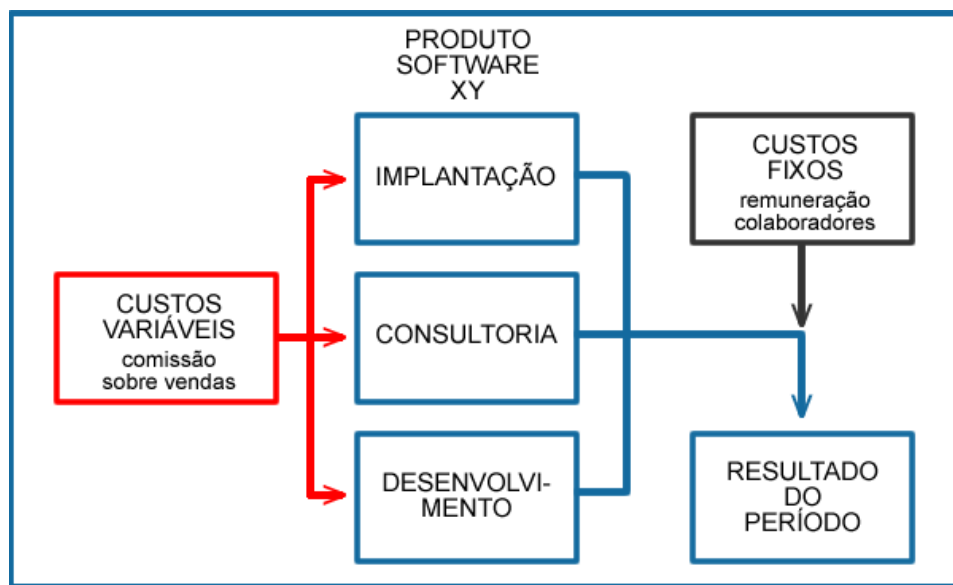 PRODUTO
SOFTWARE
XY
IMPLANTAÇÃO
CUSTOS
FIXOS
remuneração
colaboradores
CUSTOS
VARIÁVEIS
comissão
sobre vendas
CONSULTORIA
DESENVOLVI-
MENTO
RESULTADO
DO
PERÍODO